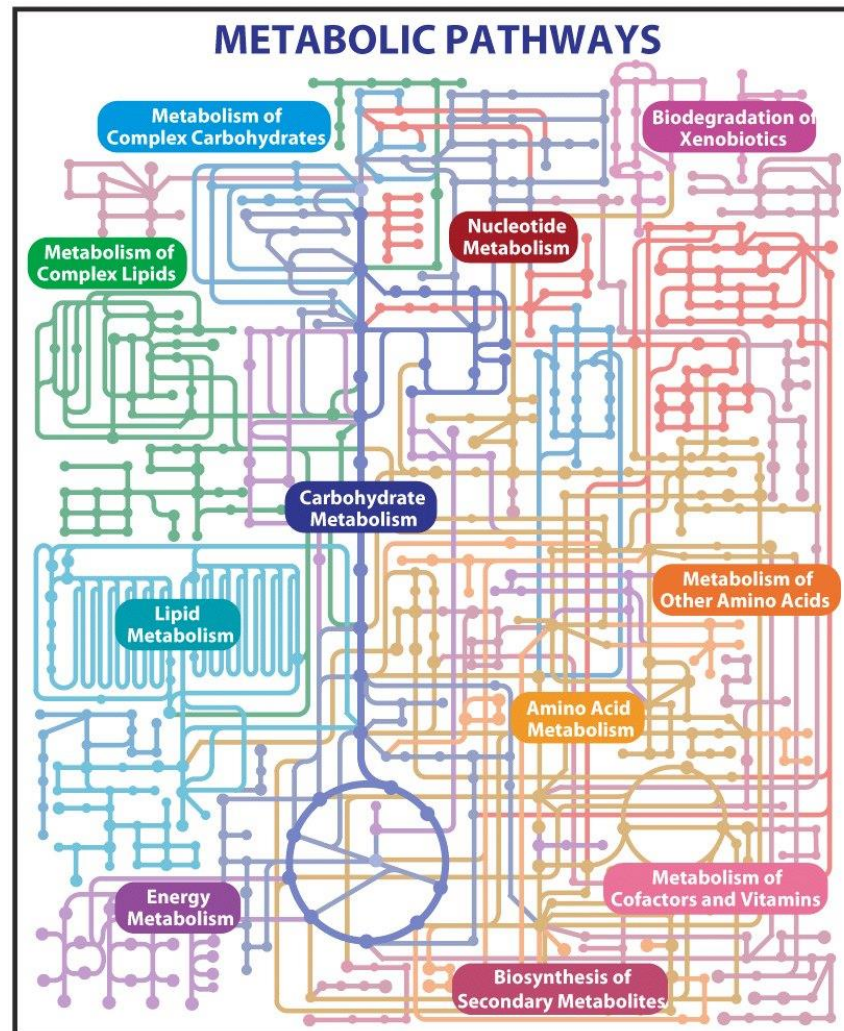 METABOLIC PATHWAYS
Metabolism of
Complex Carbohydrates
Biodegradation of
Xenobiotics
Nucleotide
Metabolism
Metabolism of
Complex Lipids
Carbohydrate
Metabolism
Lipid
Metabolism
Metabolism of
Other Amino Acids
Amino Acid
Metabolism
Energy
Metabolism
Metabolism of
Cofactors and Vitamins
Biosynthesis of
Secondary Metabolites